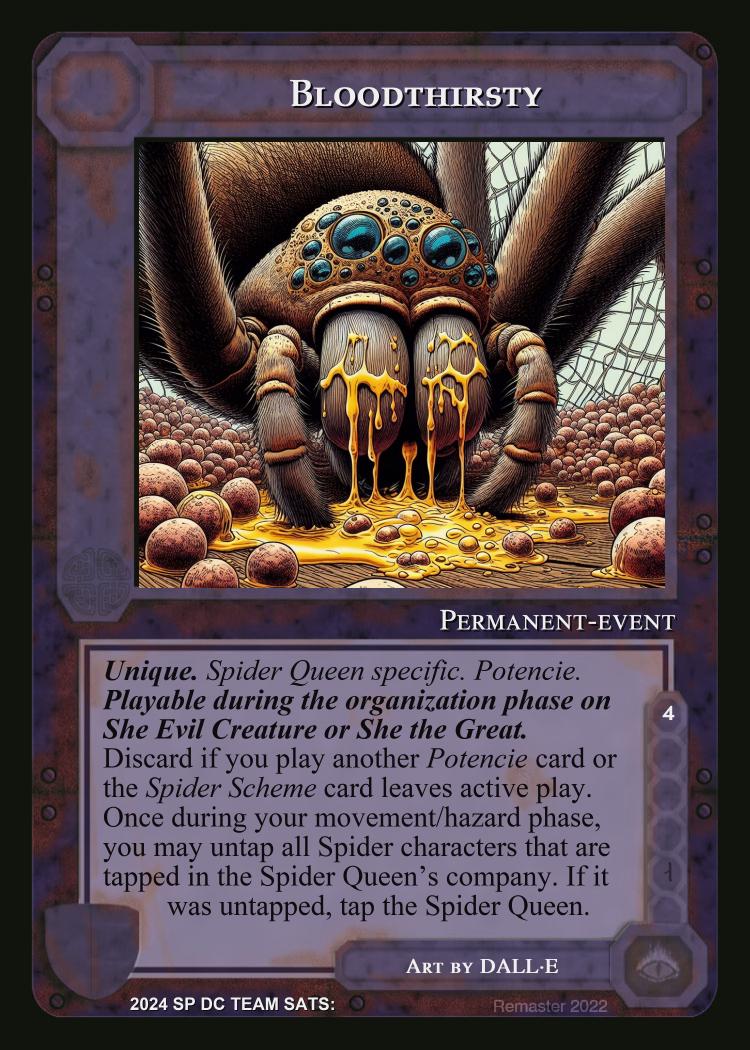 Bloodthirsty
Permanent-event
Unique. Spider Queen specific. Potencie.
Playable during the organization phase on
She Evil Creature or She the Great.
Discard if you play another Potencie card or
the Spider Scheme card leaves active play.
Once during your movement/hazard phase,
you may untap all Spider characters that are
tapped in the Spider Queen's company. If it
was untapped, tap the Spider Queen.
4
Art by DALL·E
2024 SP DC TEAM SATS:
Remaster 2022